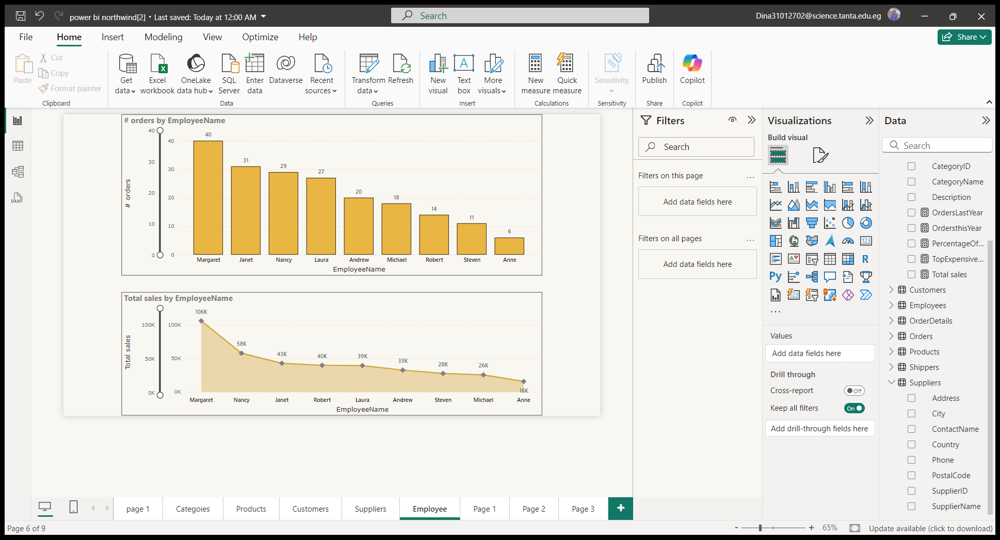 power bi northwind[2] • Last saved: Today at 12:00 AM
Search
Dina31012702@science.tanta.edu.eg
File Home Insert Modeling View Optimize Help
Share
Paste
Cut
Copy
Format painter
Clipboard
Get data
Excel workbook
OneLake data hub
SQL Server
Enter data
Dataverse
Recent sources
Data
Transform data
Refresh
Queries
New visual
Text box
More visuals
Insert
New measure
Quick measure
Calculations
Sensitivity
Sensitivity
Publish
Share
Copilot
Copilot
DAX
# orders by EmployeeName
40
30
20
10
0
# orders
40
30
20
10
0
40
31
29
27
20
18
14
11
6
Margaret Janet Nancy Laura Andrew Michael Robert Steven Anne
EmployeeName
Total sales by EmployeeName
100K
50K
0K
Total sales
100K
50K
0K
106K
58K
43K
40K
39K
33K
28K
26K
16K
Margaret Nancy Janet Robert Laura Andrew Steven Michael Anne
EmployeeName
Filters
Search
Filters on this page
...
Add data fields here
Filters on all pages
...
Add data fields here
Visualizations
Build visual
123
R
Py
123
...
Values
Add data fields here
Drill through
Cross-report
Off
Keep all filters
On
Add drill-through fields here
Data
Search
CategoryID
CategoryName
Description
OrdersLastYear
OrdersthisYear
PercentageOf...
TopExpensive...
Total sales
Customers
Employees
OrderDetails
Orders
Products
Shippers
Suppliers
Address
City
ContactName
Country
Phone
PostalCode
SupplierID
SupplierName
page 1 Categoies Products Customers Suppliers Employee Page 1 Page 2 Page 3 +
Page 6 of 9
- + 65%
Update available (click to download)